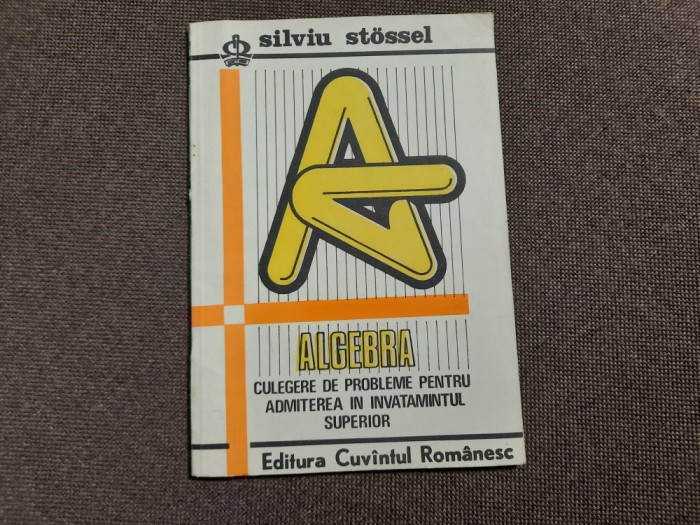 silviu stössel
ALGEBRA
CULEGERE DE PROBLEME PENTRU
ADMITEREA IN INVATAMINTUL
SUPERIOR
Editura Cuvîntul Românesc